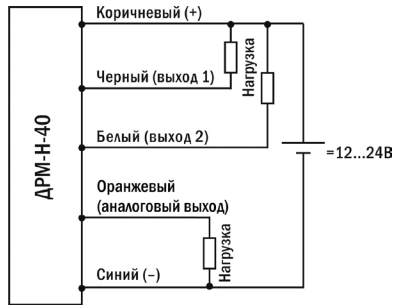 Коричневый (+)
Черный (выход 1)
Нагрузка
Белый (выход 2)
ДРМ-Н-40
=12...24В
Оранжевый
(аналоговый выход)
Нагрузка
Синий (–)